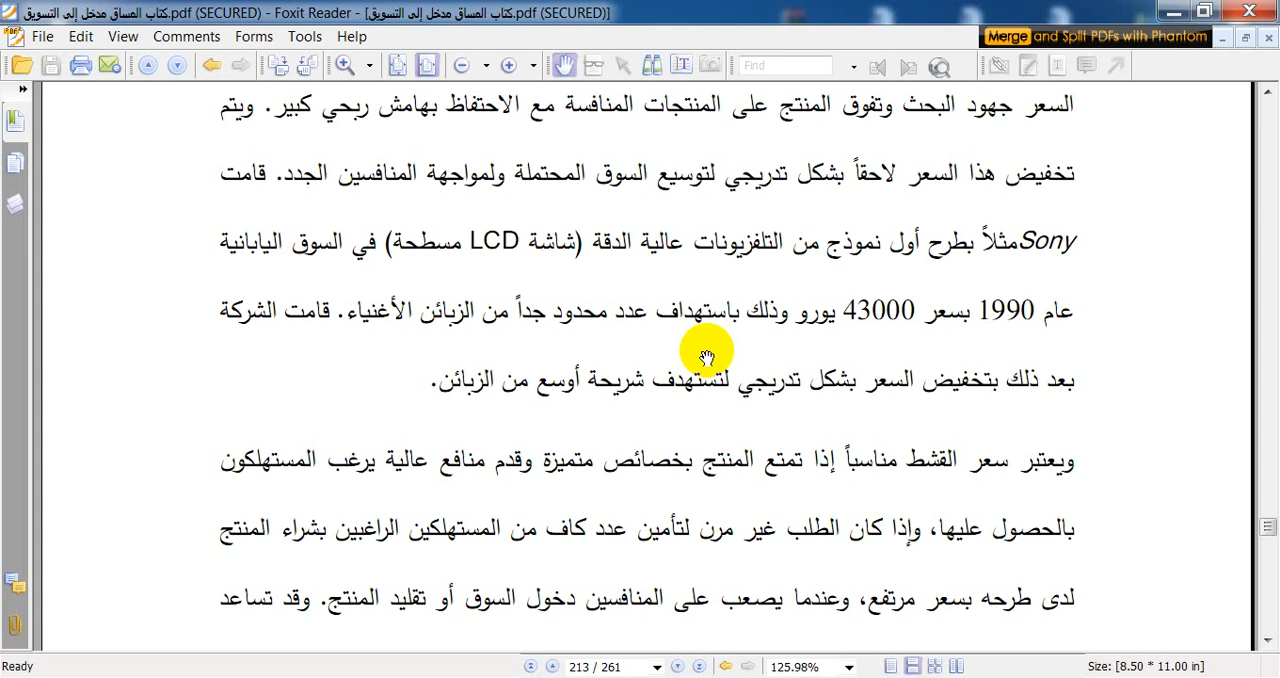 كتاب المساق مدخل إلى التسويق.pdf (SECURED) - Foxit Reader - [كتاب المساق مدخل إلى التسويق.pdf (SECURED)]
File Edit View Comments Forms Tools Help
Merge and Split PDFs with Phantom
Find
السعر جهود البحث وتفوق المنتج على المنتجات المنافسة مع الاحتفاظ بهامش ربحي كبير. ويتم
تخفيض هذا السعر لاحقاً بشكل تدريجي لتوسيع السوق المحتملة ولمواجهة المنافسين الجدد. قامت
Sony مثلاً بطرح أول نموذج من التلفزيونات عالية الدقة (شاشة LCD مسطحة) في السوق اليابانية
عام 1990 بسعر 43000 يورو وذلك باستهداف عدد محدود جداً من الزبائن الأغنياء. قامت الشركة
بعد ذلك بتخفيض السعر بشكل تدريجي لتستهدف شريحة أوسع من الزبائن.
ويعتبر سعر القشط مناسباً إذا تمتع المنتج بخصائص متميزة وقدم منافع عالية يرغب المستهلكون
بالحصول عليها، وإذا كان الطلب غير مرن لتأمين عدد كاف من المستهلكين الراغبين بشراء المنتج
لدى طرحه بسعر مرتفع، وعندما يصعب على المنافسين دخول السوق أو تقليد المنتج. وقد تساعد
Ready 213 / 261 125.98% Size: [8.50 * 11.00 in]